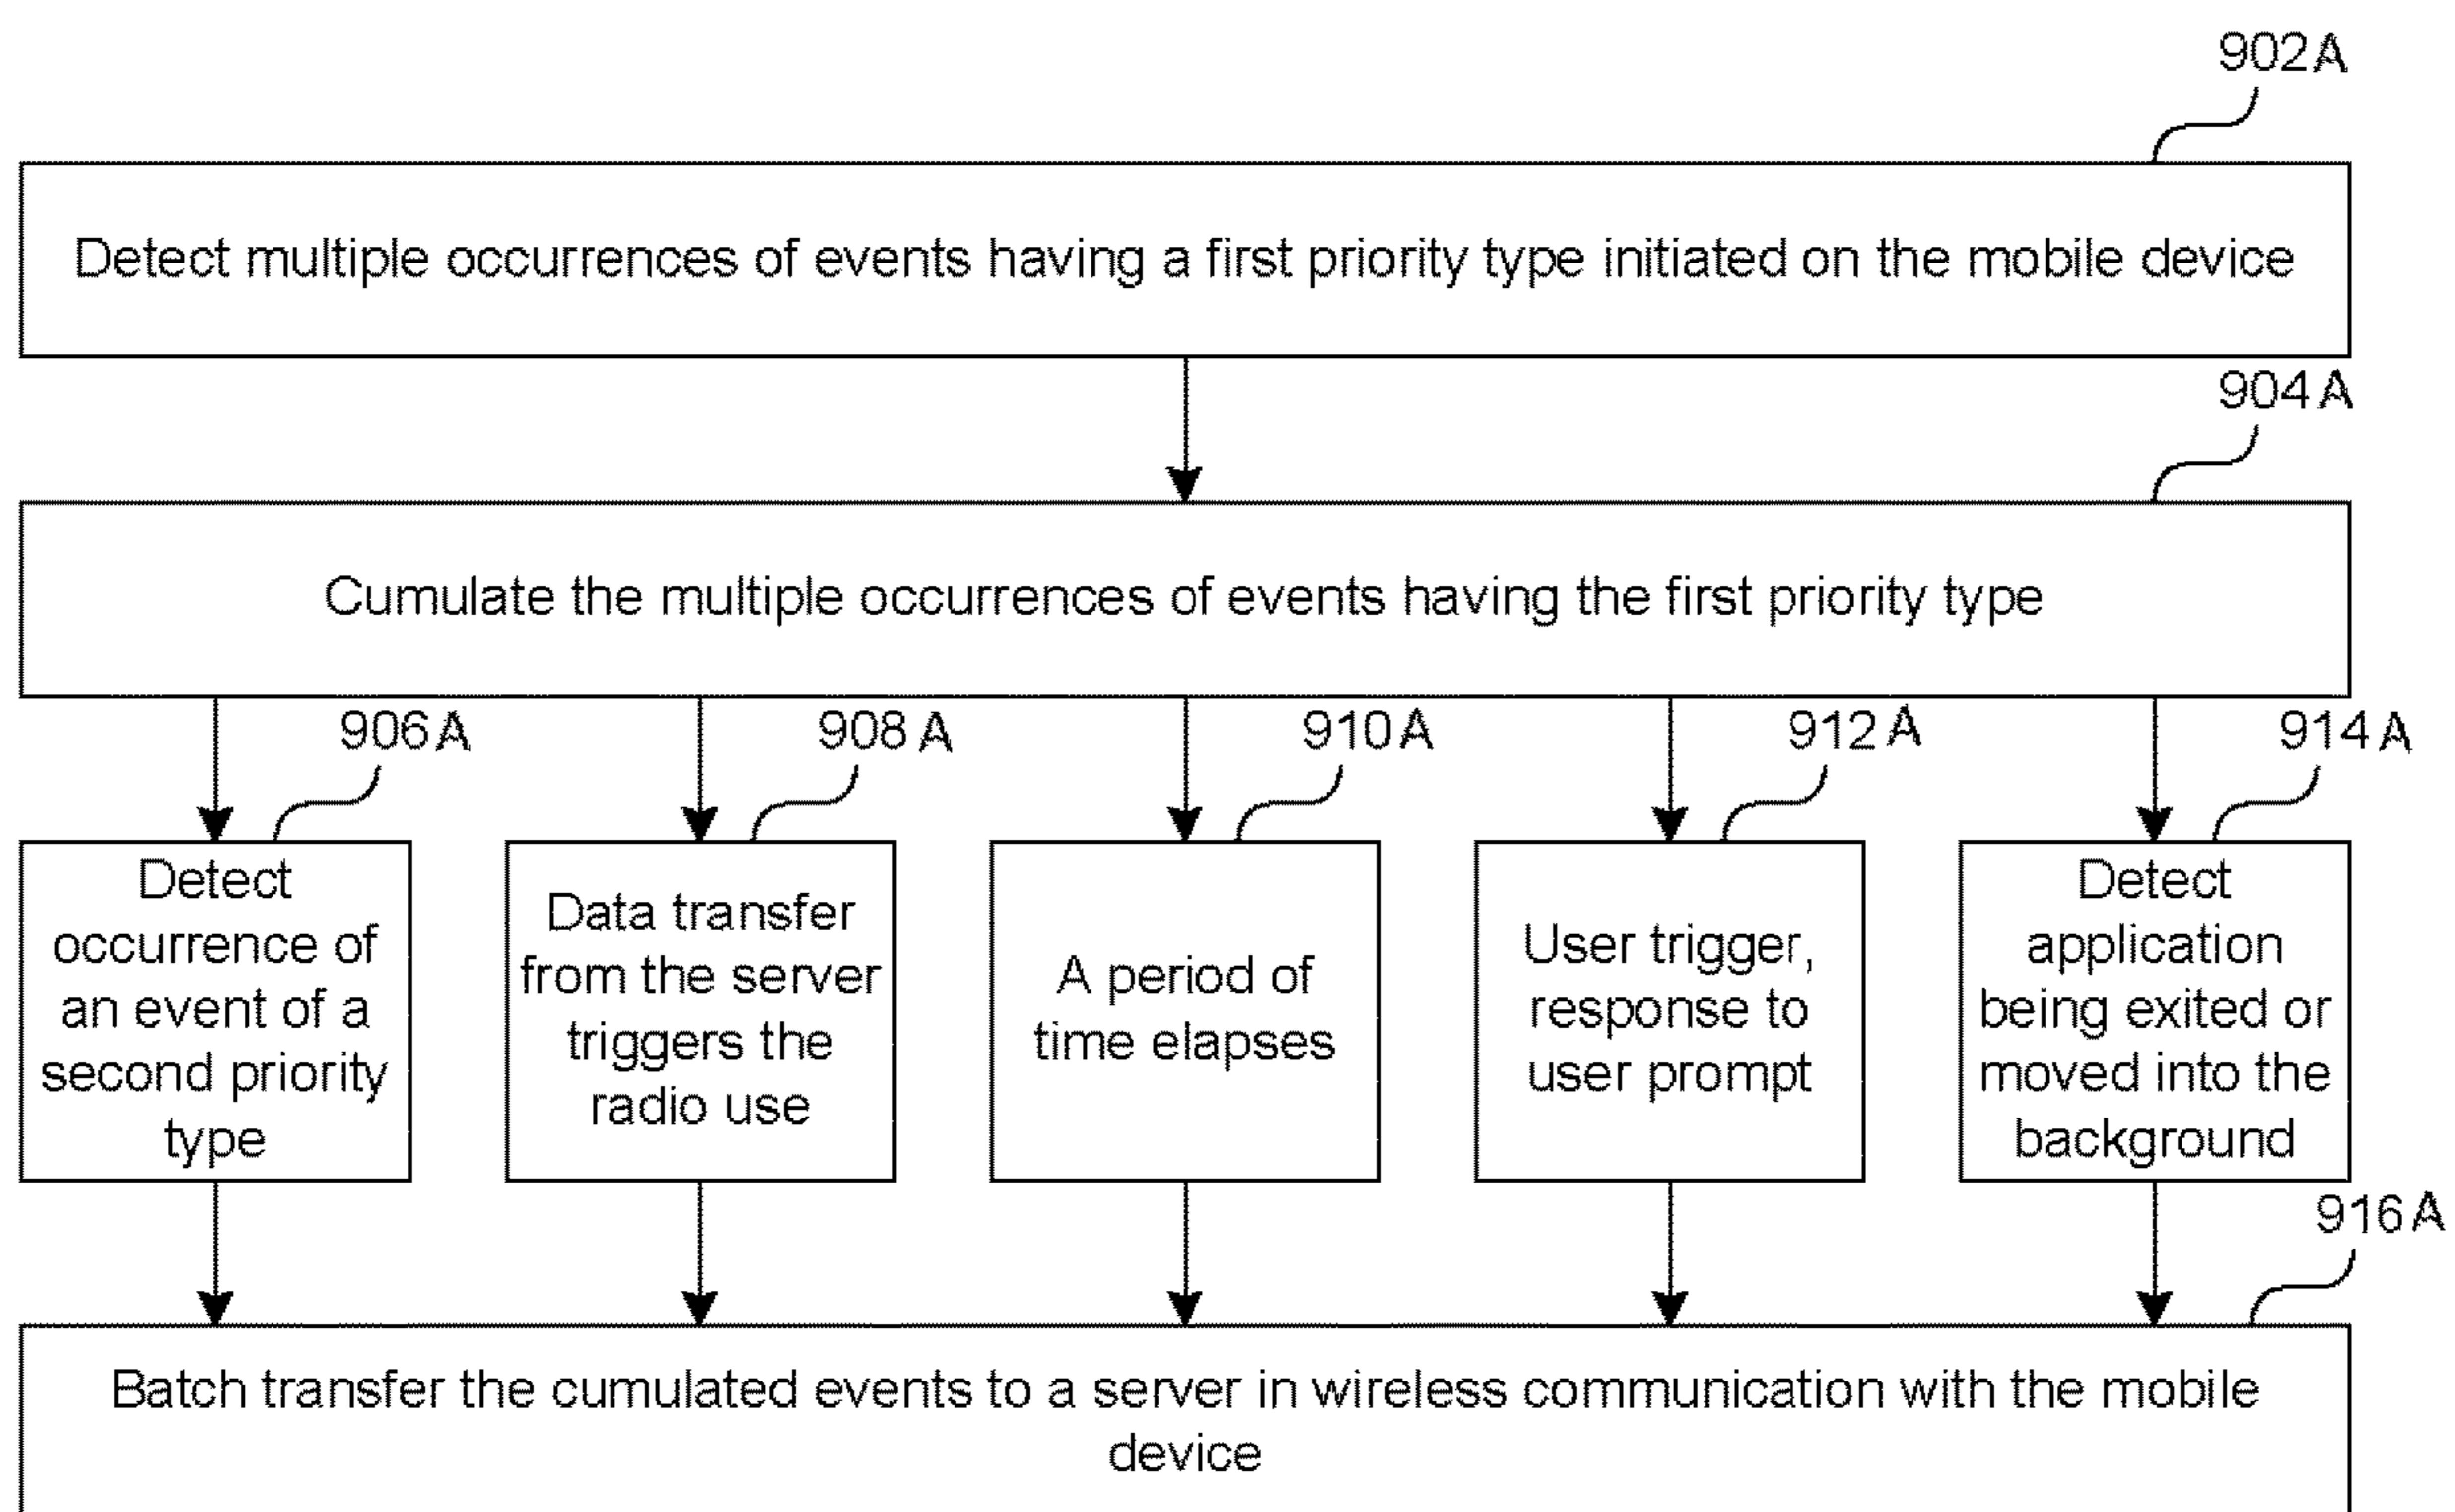 902A
Detect multiple occurrences of events having a first priority type initiated on the mobile device
904A
Cumulate the multiple occurrences of events having the first priority type
906A
908A
910A
912A
914A
Detect
occurrence of
an event of a
second priority
type
Data transfer
from the server
triggers the
radio use
A period of
time elapses
User trigger,
response to
user prompt
Detect
application
being exited or
moved into the
background
916A
Batch transfer the cumulated events to a server in wireless communication with the mobile
device